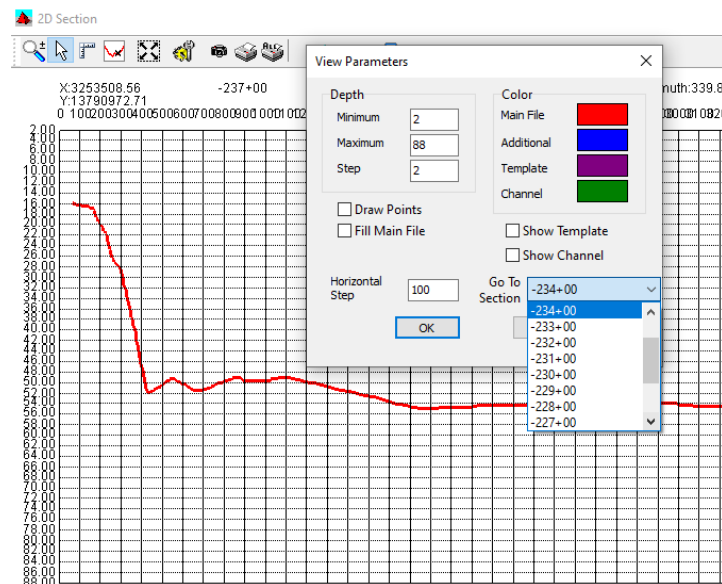 2D Section
X:3253508.56
-237+00
Y:13790972.71
muth:339.8
0 100200300400500600700800900
2.00
4.00
6.00
8.00
10.00
12.00
14.00
16.00
18.00
20.00
22.00
24.00
26.00
28.00
30.00
32.00
34.00
36.00
38.00
40.00
42.00
44.00
46.00
48.00
50.00
52.00
54.00
56.00
58.00
60.00
62.00
64.00
66.00
68.00
70.00
72.00
74.00
76.00
78.00
80.00
82.00
84.00
86.00
88.00
View Parameters
Depth
Minimum 2
Maximum 88
Step 2
Color
Main File
Additional
Template
Channel
Draw Points
Fill Main File
Show Template
Show Channel
Horizontal
Step 100
Go To
Section -234+00
OK
-234+00
-233+00
-232+00
-231+00
-230+00
-229+00
-228+00
-227+00